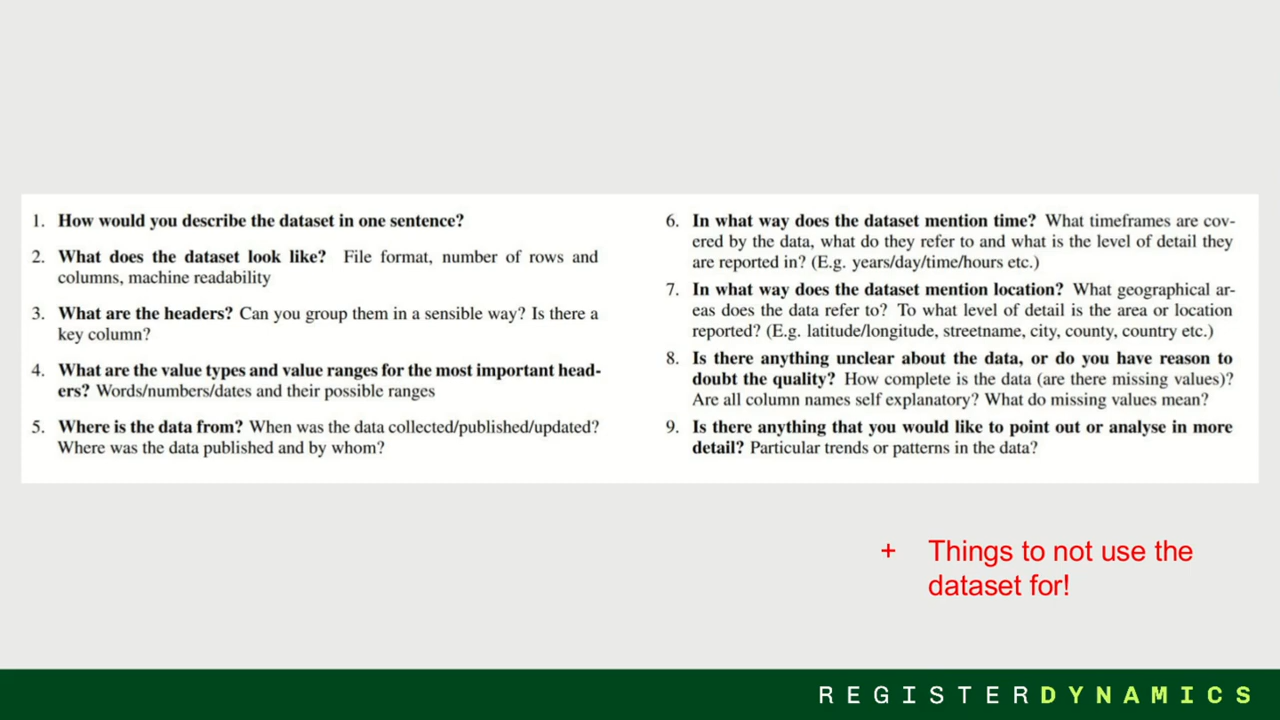 1. How would you describe the dataset in one sentence?
2. What does the dataset look like? File format, number of rows and
columns, machine readability
3. What are the headers? Can you group them in a sensible way? Is there a
key column?
4. What are the value types and value ranges for the most important head-
ers? Words/numbers/dates and their possible ranges
5. Where is the data from? When was the data collected/published/updated?
Where was the data published and by whom?
6. In what way does the dataset mention time? What timeframes are cov-
ered by the data, what do they refer to and what is the level of detail they
are reported in? (E.g. years/day/time/hours etc.)
7. In what way does the dataset mention location? What geographical ar-
eas does the data refer to? To what level of detail is the area or location
reported? (E.g. latitude/longitude, streetname, city, county, country etc.)
8. Is there anything unclear about the data, or do you have reason to
doubt the quality? How complete is the data (are there missing values)?
Are all column names self explanatory? What do missing values mean?
9. Is there anything that you would like to point out or analyse in more
detail? Particular trends or patterns in the data?
+ Things to not use the
dataset for!
REGISTERDYNAMICS